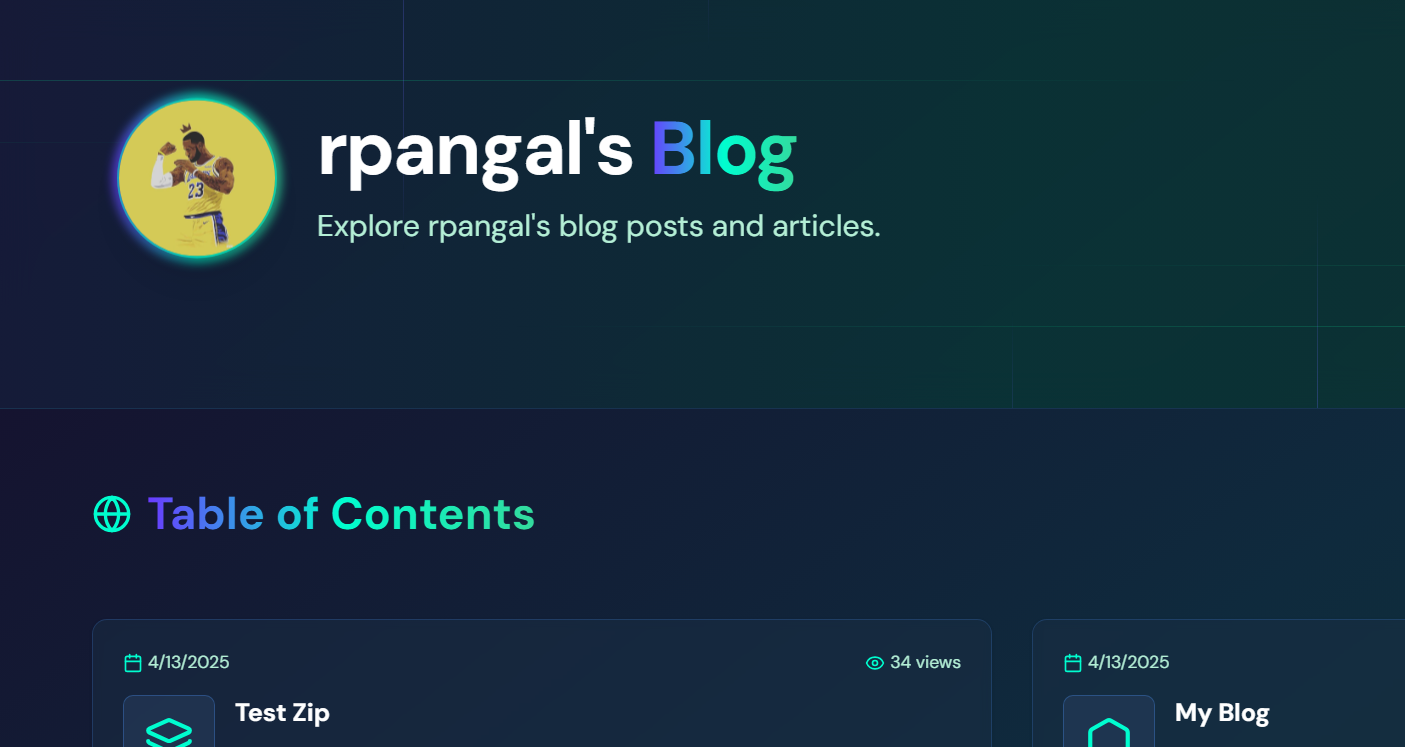 rpangal's Blog
Explore rpangal's blog posts and articles.
23
Table of Contents
4/13/2025
34 views
Test Zip
4/13/2025
My Blog